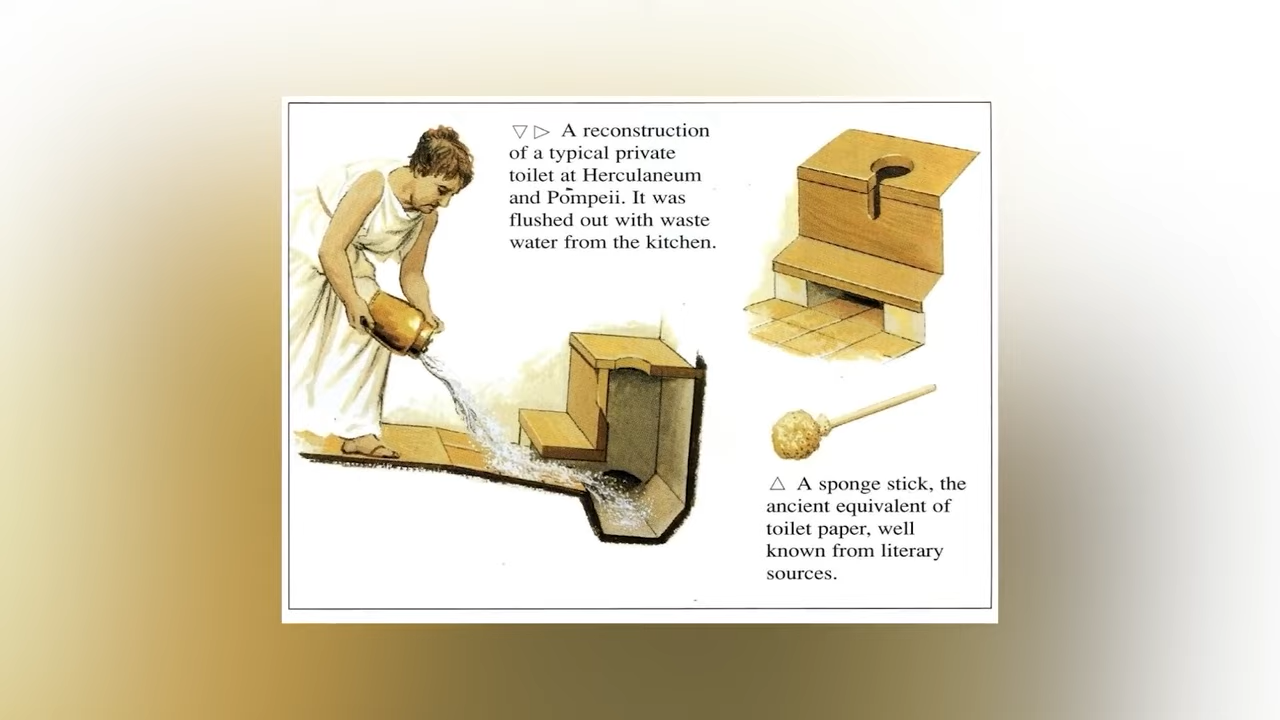 ▽ ▷ A reconstruction
of a typical private
toilet at Herculaneum
and Pompeii. It was
flushed out with waste
water from the kitchen.
△ A sponge stick, the
ancient equivalent of
toilet paper, well
known from literary
sources.